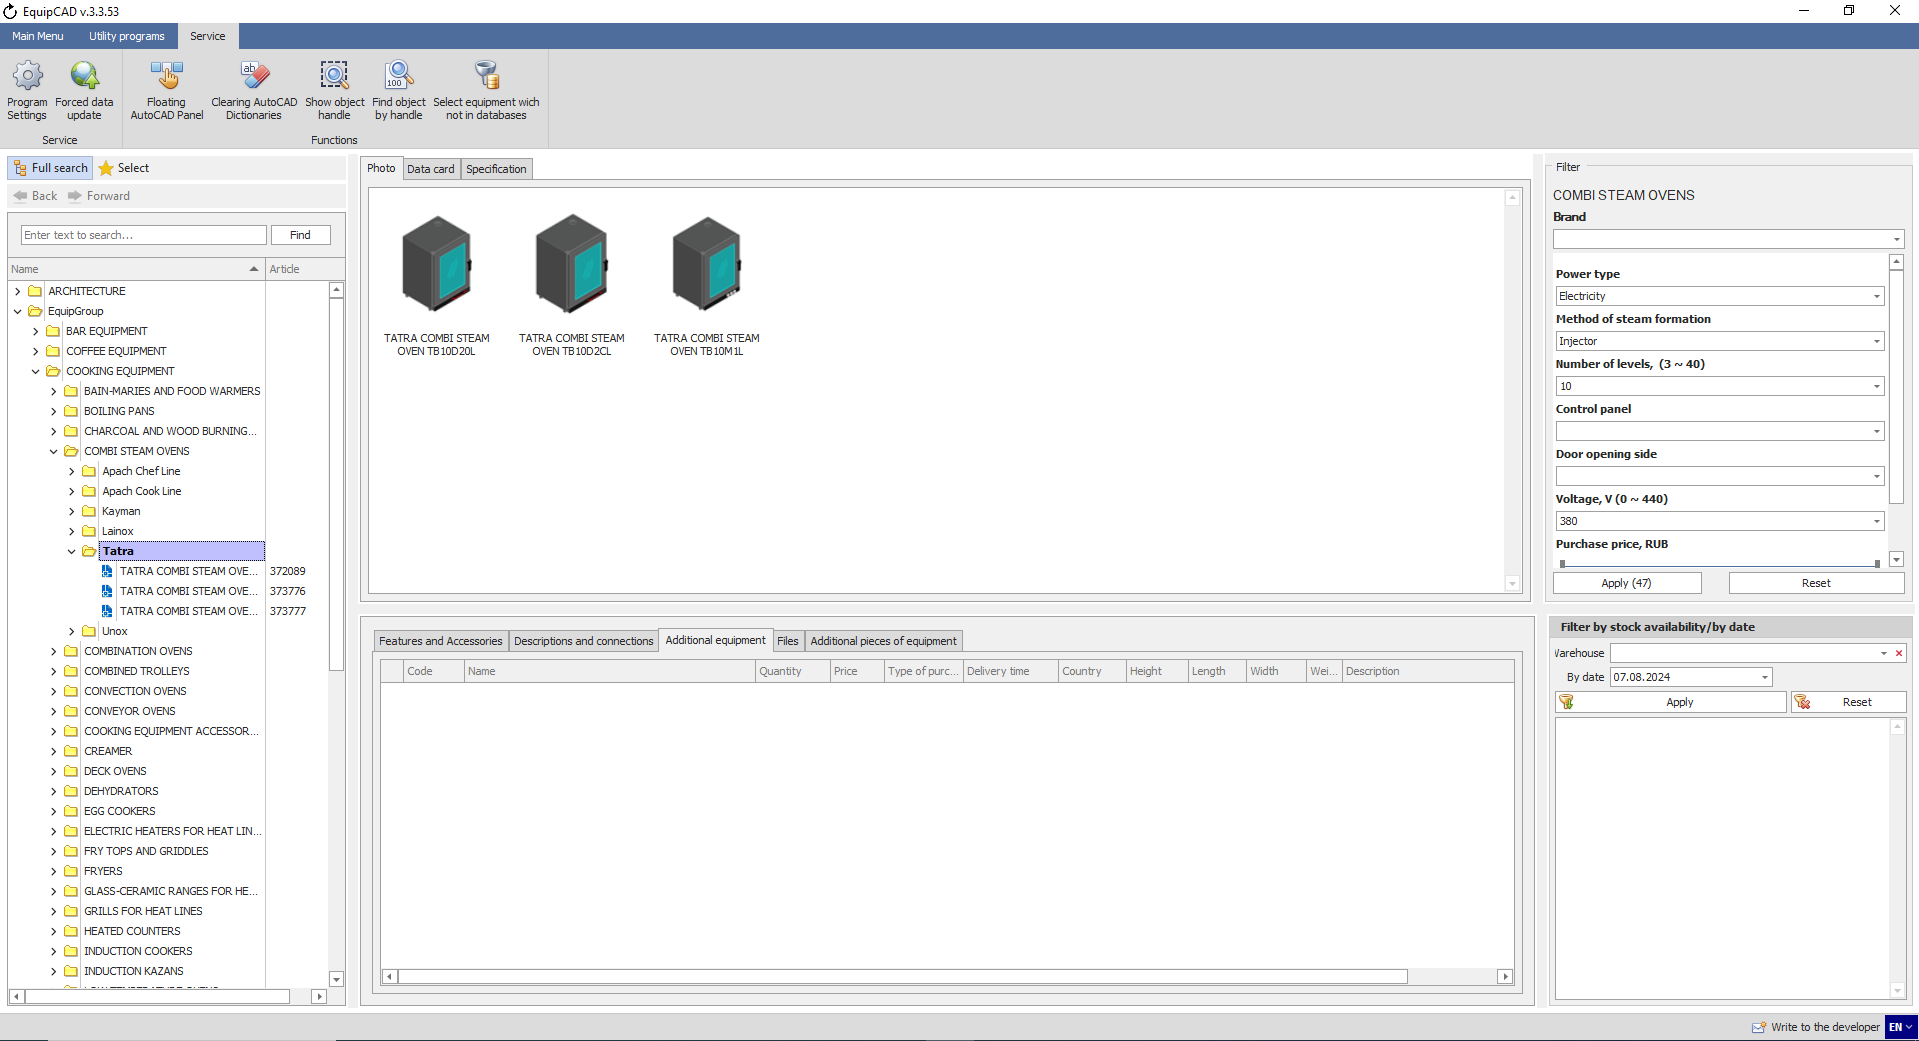 EquipCAD v.3.3.53
Main Menu
Utility programs
Service
Program Settings
Forced data update
Floating AutoCAD Panel
Clearing AutoCAD Dictionaries
Show object handle
Find object by handle
Select equipment wich not in databases
Service
Functions
Full search
Select
Back
Forward
Enter text to search...
Find
Name
Article
ARCHITECTURE
EquipGroup
BAR EQUIPMENT
COFFEE EQUIPMENT
COOKING EQUIPMENT
BAIN-MARIES AND FOOD WARMERS
BOILING PANS
CHARCOAL AND WOOD BURNING...
COMBI STEAM OVENS
Apach Chef Line
Apach Cook Line
Kayman
Lainox
Tatra
TATRA COMBI STEAM OVE... 372089
TATRA COMBI STEAM OVE... 373776
TATRA COMBI STEAM OVE... 373777
Unox
COMBINATION OVENS
COMBINED TROLLEYS
CONVECTION OVENS
CONVEYOR OVENS
COOKING EQUIPMENT ACCESSOR...
CREAMER
DECK OVENS
DEHYDRATORS
EGG COOKERS
ELECTRIC HEATERS FOR HEAT LIN...
FRY TOPS AND GRIDDLES
FRYERS
GLASS-CERAMIC RANGES FOR HE...
GRILLS FOR HEAT LINES
HEATED COUNTERS
INDUCTION COOKERS
INDUCTION KAZANS
Photo
Data card
Specification
TATRA COMBI STEAM OVEN TB10D20L
TATRA COMBI STEAM OVEN TB10D2CL
TATRA COMBI STEAM OVEN TB10M1L
Features and Accessories
Descriptions and connections
Additional equipment
Files
Additional pieces of equipment
Code
Name
Quantity
Price
Type of purc...
Delivery time
Country
Height
Length
Width
Wei...
Description
Filter
COMBI STEAM OVENS
Brand
Power type
Electricity
Method of steam formation
Injector
Number of levels, (3 ~ 40)
10
Control panel
Door opening side
Voltage, V (0 ~ 440)
380
Purchase price, RUB
Apply (47)
Reset
Filter by stock availability/by date
Warehouse
By date 07.08.2024
Apply
Reset
Write to the developer
EN